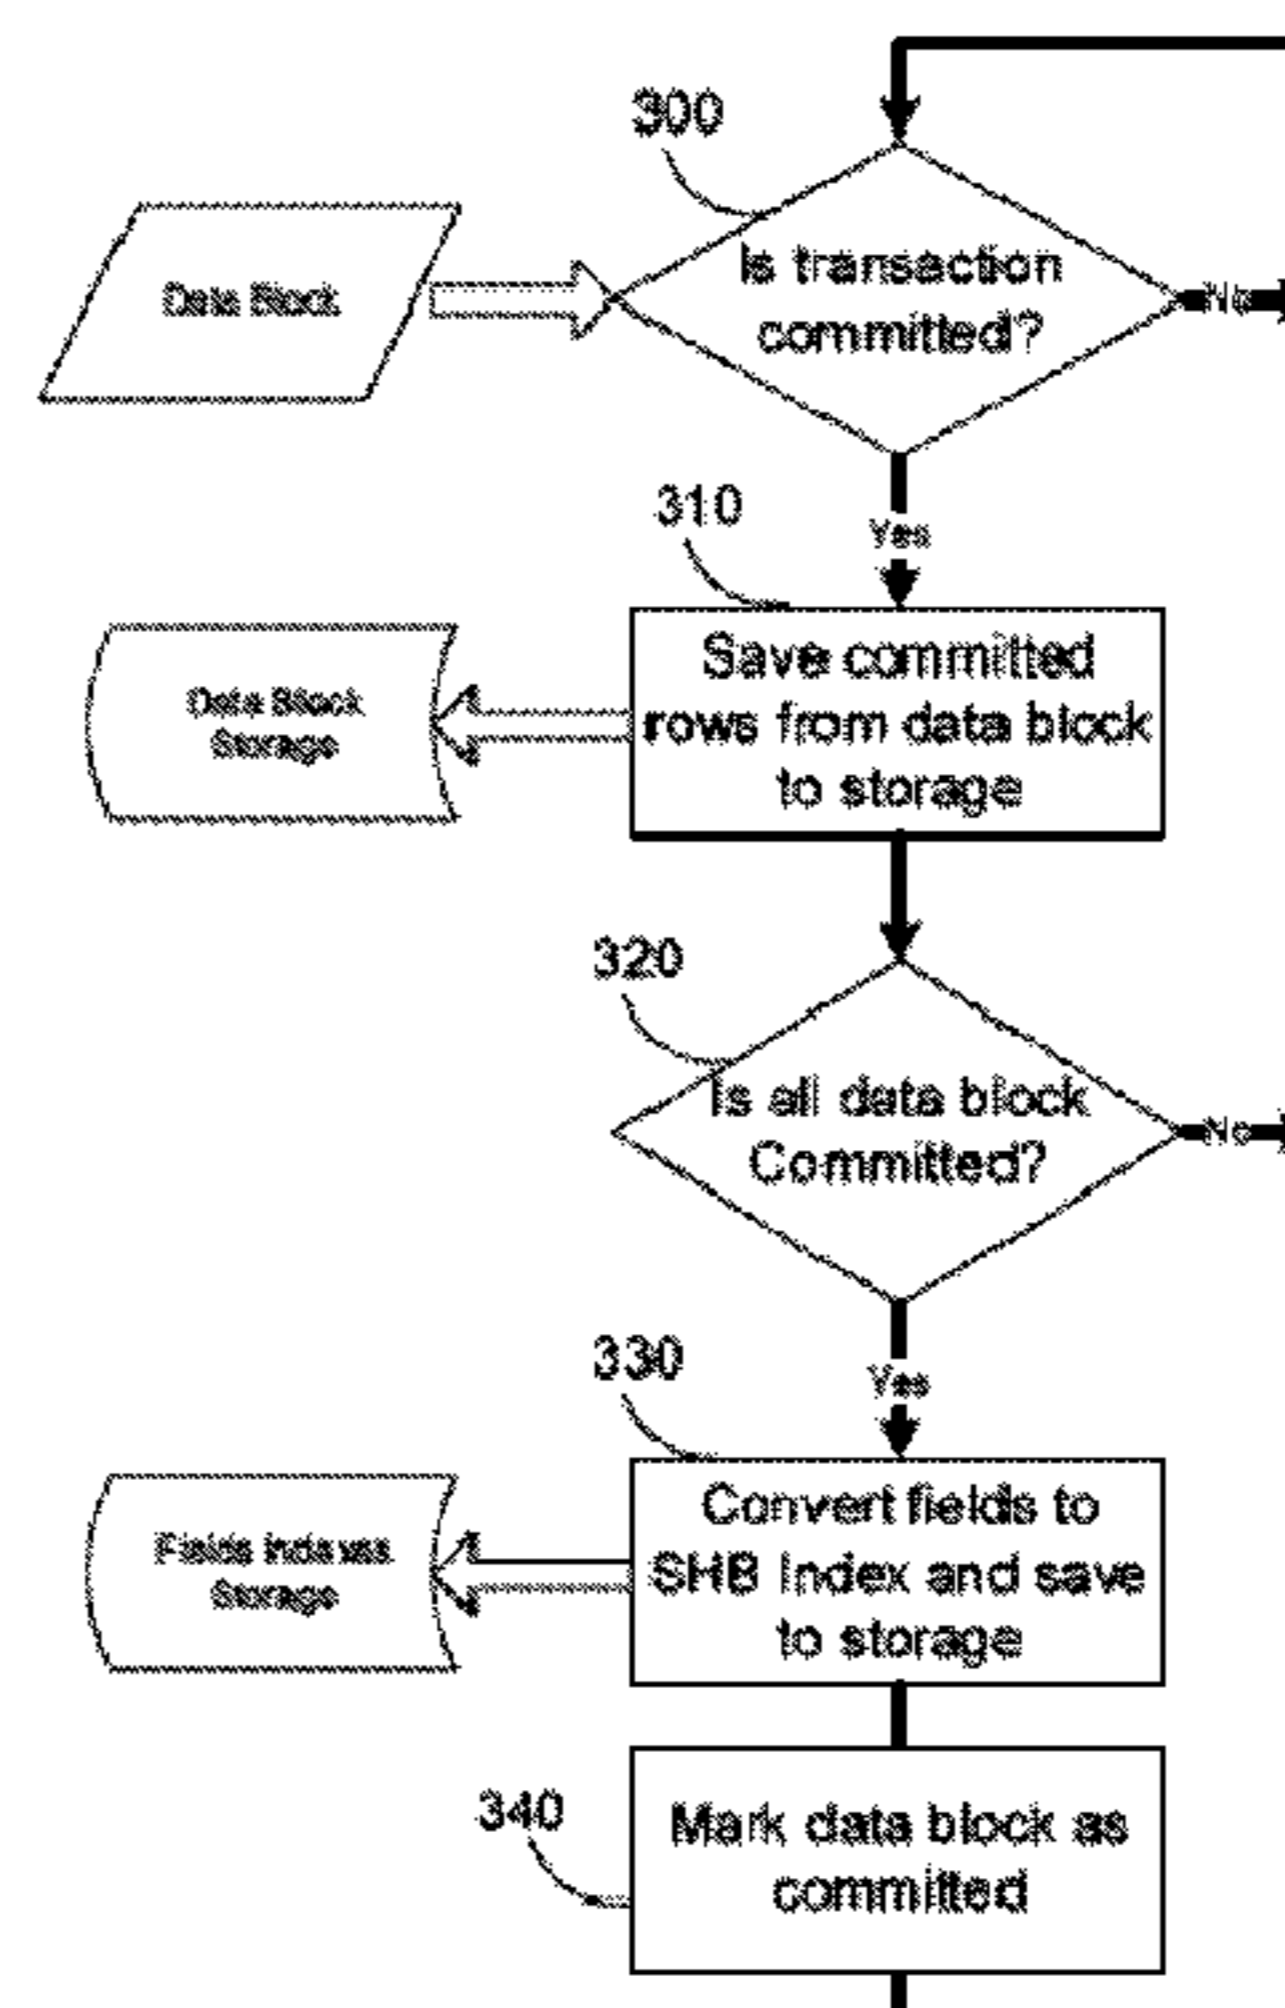 300
Is transaction
committed?
Data Block
No
Yes
310
Save committed
rows from data block
to storage
Data Block
Storage
320
Is all data block
Committed?
No
Yes
330
Convert fields to
SHB Index and save
to storage
Fields Indexes
Storage
340
Mark data block as
committed